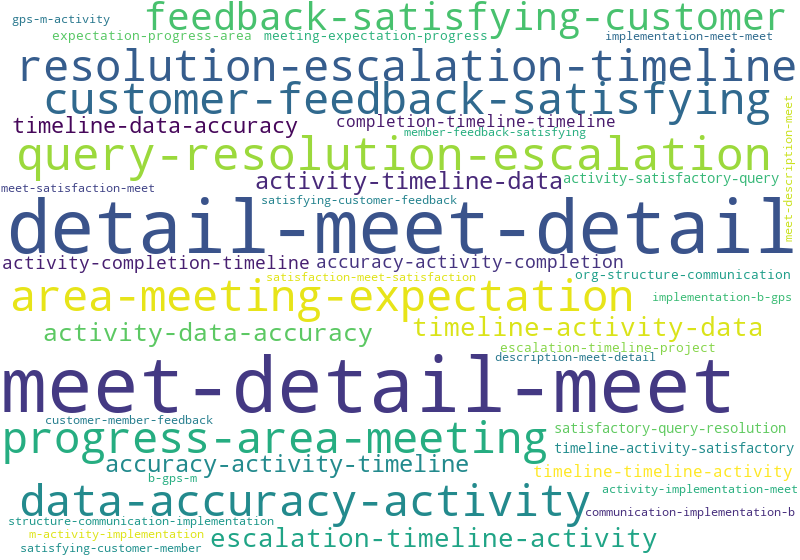 feedback-satisfying-customer
gps-m-activity
expectation-progress-area
meeting-expectation-progress
implementation-meet-meet
resolution-escalation-timeline
customer-feedback-satisfying
meet-description-meet
timeline-data-accuracy
completion-timeline-timeline
member-feedback-satisfying
query-resolution-escalation
activity-timeline-data
activity-satisfactory-query
meet-satisfaction-meet
satisfying-customer-feedback
detail-meet-detail
activity-completion-timeline
accuracy-activity-completion
satisfaction-meet-satisfaction
org-structure-communication
area-meeting-expectation
implementation-b-gps
activity-data-accuracy
timeline-activity-data
escalation-timeline-project
description-meet-detail
meet-detail-meet
customer-member-feedback
progress-area-meeting
satisfactory-query-resolution
timeline-activity-satisfactory
accuracy-activity-timeline
timeline-timeline-activity
b-gps-m
data-accuracy-activity
activity-implementation-meet
communication-implementation-b
structure-communication-implementation
m-activity-implementation
escalation-timeline-activity
satisfying-customer-member